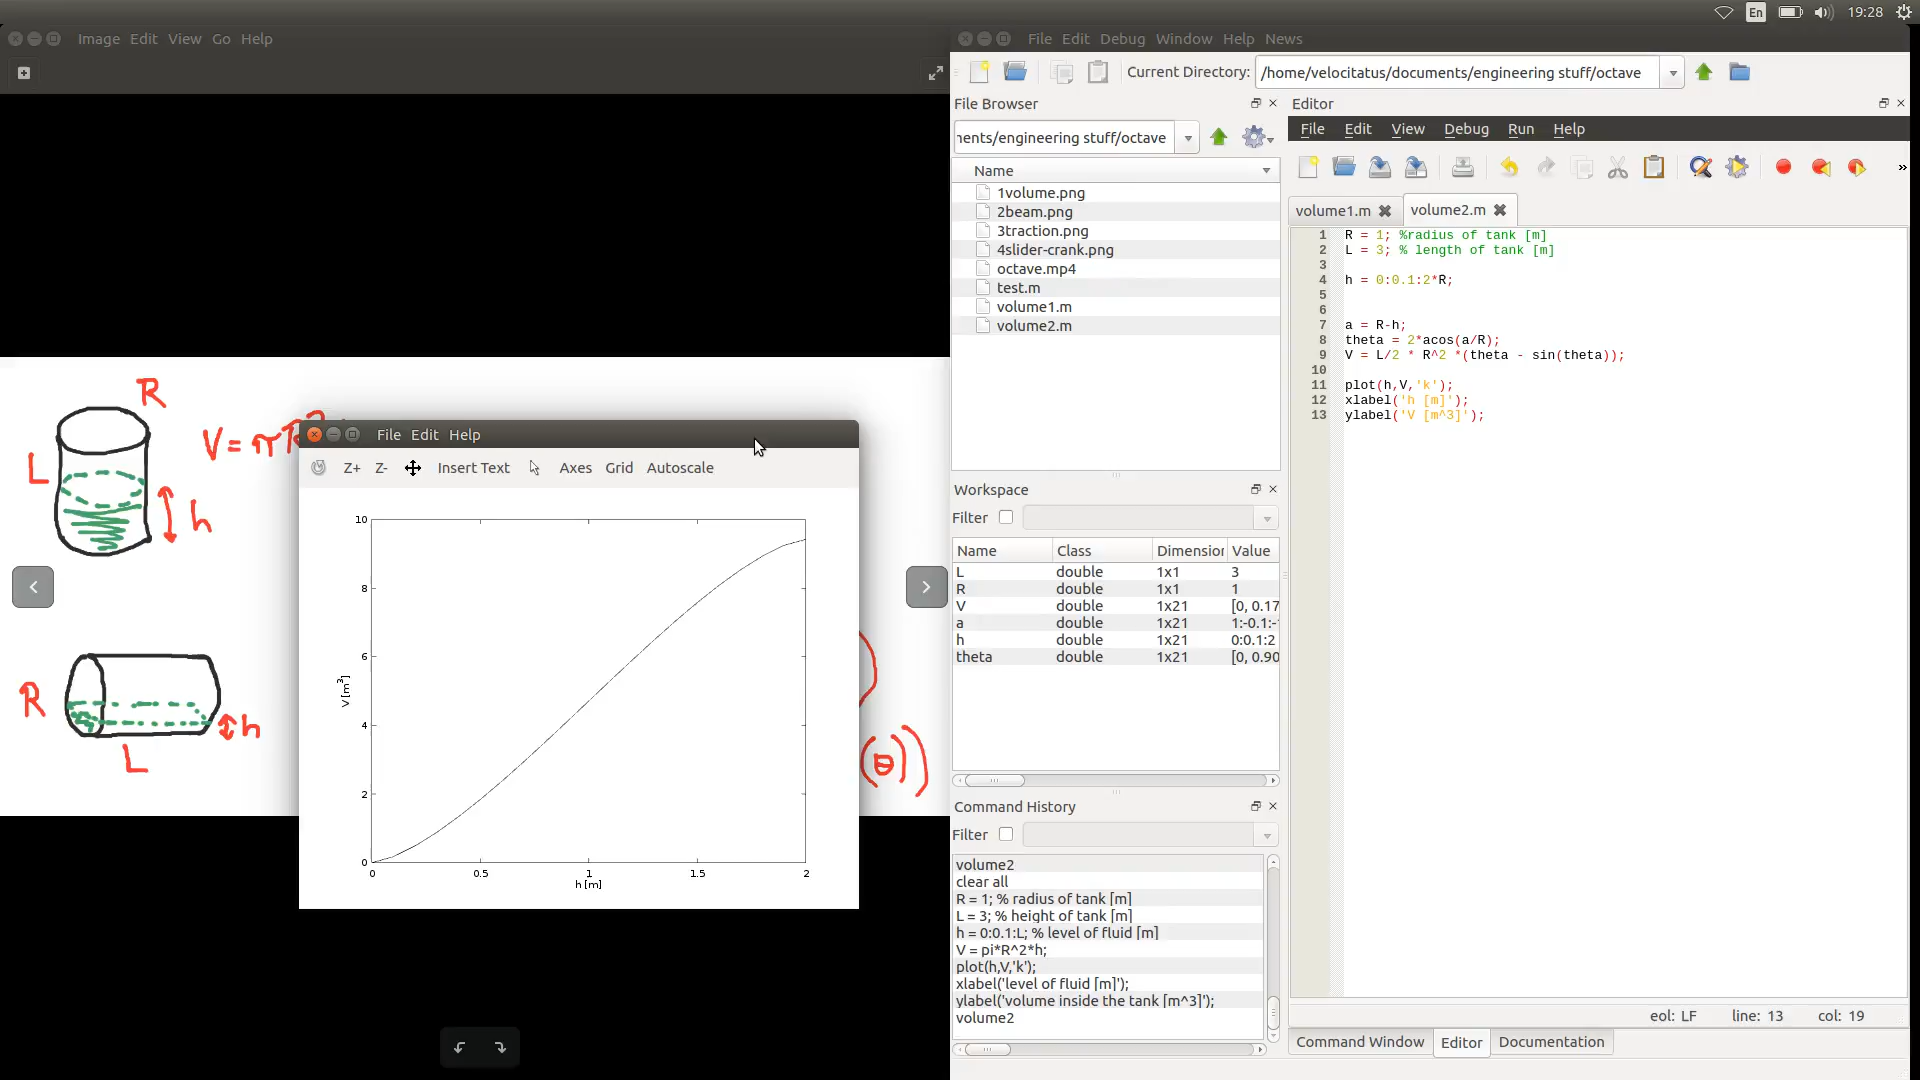 En 19:28
Image Edit View Go Help
File Edit Debug Window Help News
Current Directory: /home/velocitatus/documents/engineering stuff/octave
File Browser
ents/engineering stuff/octave
Name
1volume.png
2beam.png
3traction.png
4slider-crank.png
octave.mp4
test.m
volume1.m
volume2.m
Editor
File Edit View Debug Run Help
»
volume1.m volume2.m
1 R = 1; %radius of tank [m]
2 L = 3; % length of tank [m]
3
4 h = 0:0.1:2*R;
5
6
7 a = R-h;
8 theta = 2*acos(a/R);
9 V = L/2 * R^2 *(theta - sin(theta));
10
11 plot(h,V,'k');
12 xlabel('h [m]');
13 ylabel('V [m^3]');
R
L
h
V = π
R
h
L
(θ))
File Edit Help
Z+ Z- Insert Text Axes Grid Autoscale
10
8
6
4
2
0
V [m3]
0 0.5 1 1.5 2
h [m]
Workspace
Filter
Name Class Dimension Value
L double 1x1 3
R double 1x1 1
V double 1x21 [0, 0.17
a double 1x21 1:-0.1:-
h double 1x21 0:0.1:2
theta double 1x21 [0, 0.90
Command History
Filter
volume2
clear all
R = 1; % radius of tank [m]
L = 3; % height of tank [m]
h = 0:0.1:L; % level of fluid [m]
V = pi*R^2*h;
plot(h,V,'k');
xlabel('level of fluid [m]');
ylabel('volume inside the tank [m^3]');
volume2
eol: LF line: 13 col: 19
Command Window Editor Documentation